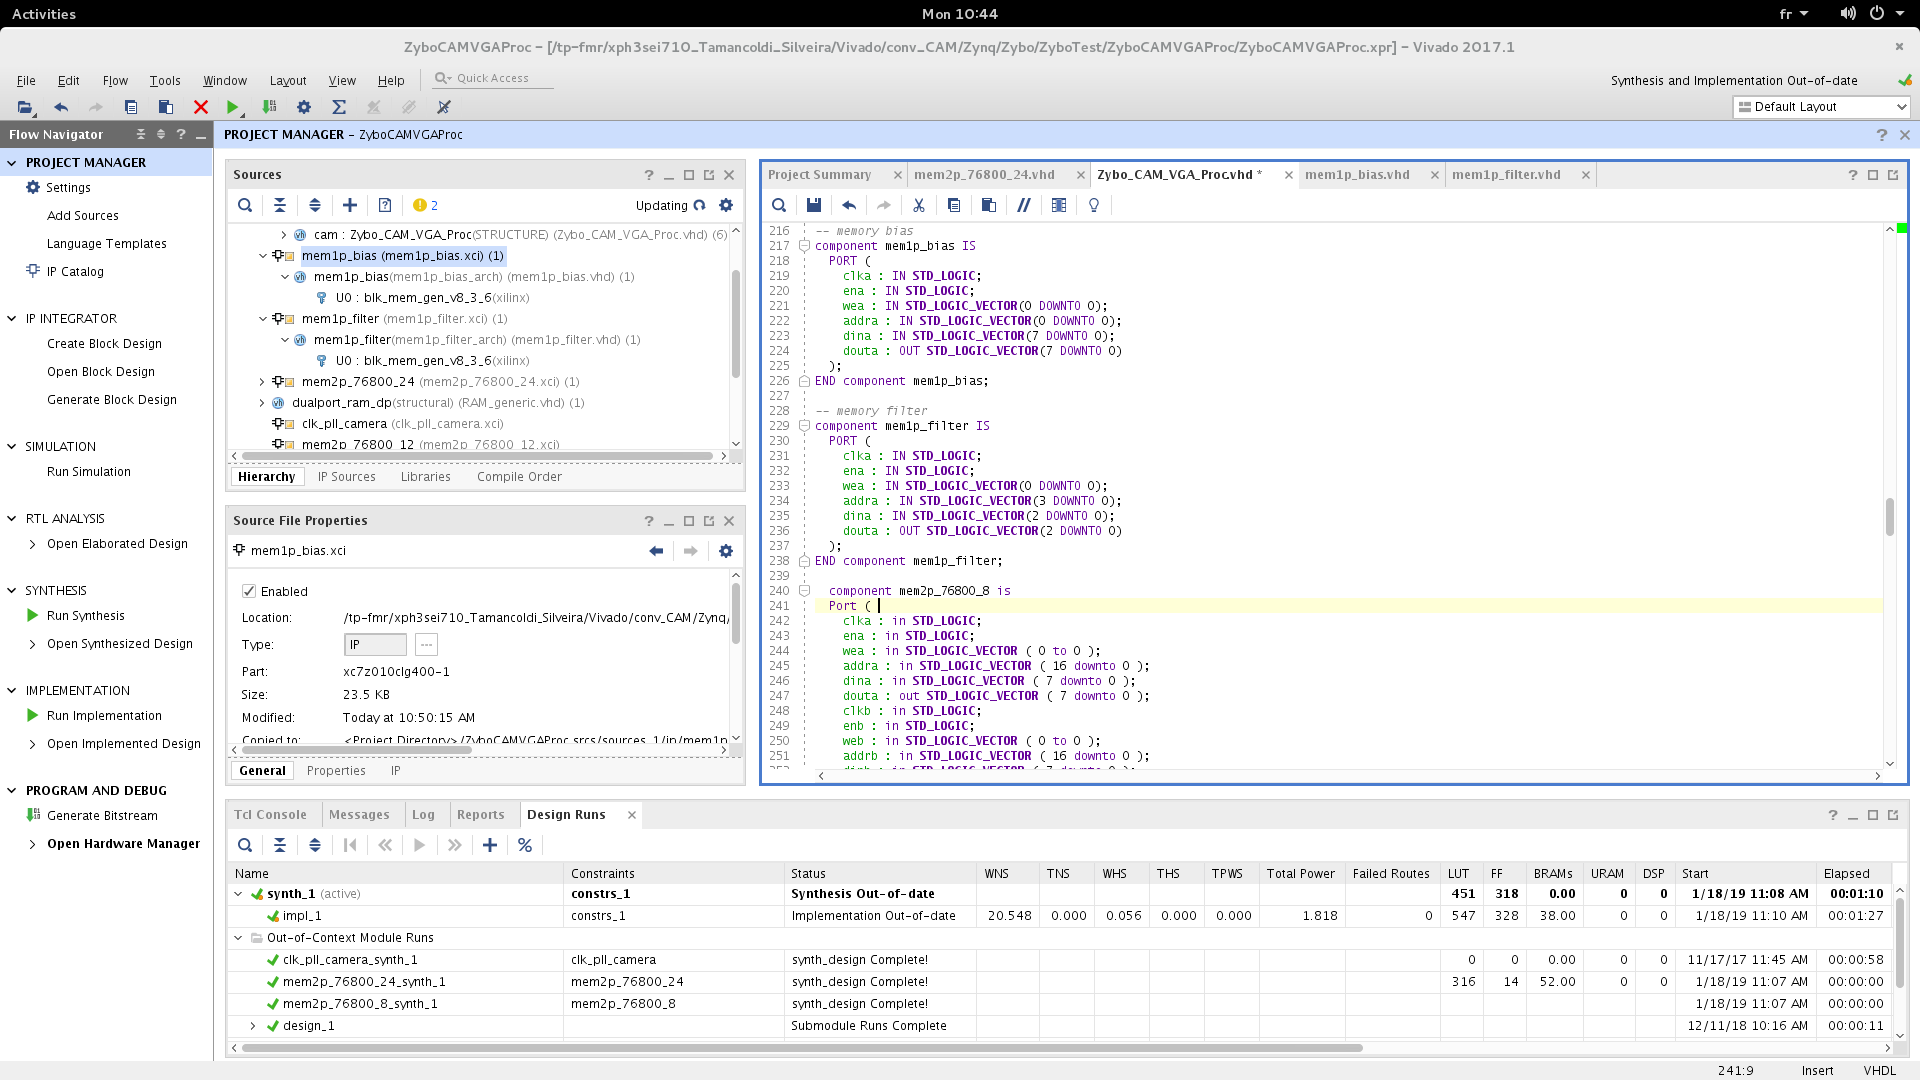 Activities
Mon 10:44
fr
ZyboCAMVGAProc - [/tp-fmr/xph3sei710_Tamancoldi_Silveira/Vivado/conv_CAM/Zynq/Zybo/ZyboTest/ZyboCAMVGAProc/ZyboCAMVGAProc.xpr] - Vivado 2017.1
File Edit Flow Tools Window Layout View Help Quick Access
Synthesis and Implementation Out-of-date
Default Layout
Flow Navigator
PROJECT MANAGER - ZyboCAMVGAProc
PROJECT MANAGER
Settings
Add Sources
Language Templates
IP Catalog
IP INTEGRATOR
Create Block Design
Open Block Design
Generate Block Design
SIMULATION
Run Simulation
RTL ANALYSIS
Open Elaborated Design
SYNTHESIS
Run Synthesis
Open Synthesized Design
IMPLEMENTATION
Run Implementation
Open Implemented Design
PROGRAM AND DEBUG
Generate Bitstream
Open Hardware Manager
Sources
2
Updating
cam : Zybo_CAM_VGA_Proc(STRUCTURE) (Zybo_CAM_VGA_Proc.vhd) (6)
mem1p_bias (mem1p_bias.xci) (1)
mem1p_bias(mem1p_bias_arch) (mem1p_bias.vhd) (1)
U0 : blk_mem_gen_v8_3_6(xilinx)
mem1p_filter (mem1p_filter.xci) (1)
mem1p_filter(mem1p_filter_arch) (mem1p_filter.vhd) (1)
U0 : blk_mem_gen_v8_3_6(xilinx)
mem2p_76800_24 (mem2p_76800_24.xci) (1)
dualport_ram_dp(structural) (RAM_generic.vhd) (1)
clk_pll_camera (clk_pll_camera.xci)
mem2p_76800_12 (mem2p_76800_12.xci)
Hierarchy IP Sources Libraries Compile Order
Source File Properties
mem1p_bias.xci
Enabled
Location: /tp-fmr/xph3sei710_Tamancoldi_Silveira/Vivado/conv_CAM/Zynq/
Type: IP
Part: xc7z010clg400-1
Size: 23.5 KB
Modified: Today at 10:50:15 AM
Copied to: <Project Directory>/ZyboCAMVGAProc.srcs/sources_1/ip/mem1p
General Properties IP
Project Summary mem2p_76800_24.vhd Zybo_CAM_VGA_Proc.vhd * mem1p_bias.vhd mem1p_filter.vhd
216 -- memory bias
217 component mem1p_bias IS
218 PORT (
219 clka : IN STD_LOGIC;
220 ena : IN STD_LOGIC;
221 wea : IN STD_LOGIC_VECTOR(0 DOWNTO 0);
222 addra : IN STD_LOGIC_VECTOR(0 DOWNTO 0);
223 dina : IN STD_LOGIC_VECTOR(7 DOWNTO 0);
224 douta : OUT STD_LOGIC_VECTOR(7 DOWNTO 0)
225 );
226 END component mem1p_bias;
227
228 -- memory filter
229 component mem1p_filter IS
230 PORT (
231 clka : IN STD_LOGIC;
232 ena : IN STD_LOGIC;
233 wea : IN STD_LOGIC_VECTOR(0 DOWNTO 0);
234 addra : IN STD_LOGIC_VECTOR(3 DOWNTO 0);
235 dina : IN STD_LOGIC_VECTOR(2 DOWNTO 0);
236 douta : OUT STD_LOGIC_VECTOR(2 DOWNTO 0)
237 );
238 END component mem1p_filter;
239
240 component mem2p_76800_8 is
241 Port (
242 clka : in STD_LOGIC;
243 ena : in STD_LOGIC;
244 wea : in STD_LOGIC_VECTOR ( 0 to 0 );
245 addra : in STD_LOGIC_VECTOR ( 16 downto 0 );
246 dina : in STD_LOGIC_VECTOR ( 7 downto 0 );
247 douta : out STD_LOGIC_VECTOR ( 7 downto 0 );
248 clkb : in STD_LOGIC;
249 enb : in STD_LOGIC;
250 web : in STD_LOGIC_VECTOR ( 0 to 0 );
251 addrb : in STD_LOGIC_VECTOR ( 16 downto 0 );
Tcl Console Messages Log Reports Design Runs
Name Constraints Status WNS TNS WHS THS TPWS Total Power Failed Routes LUT FF BRAMs URAM DSP Start Elapsed
synth_1 (active) constrs_1 Synthesis Out-of-date 451 318 0.00 0 0 1/18/19 11:08 AM 00:01:10
impl_1 constrs_1 Implementation Out-of-date 20.548 0.000 0.056 0.000 0.000 1.818 0 547 328 38.00 0 0 1/18/19 11:10 AM 00:01:27
Out-of-Context Module Runs
clk_pll_camera_synth_1 clk_pll_camera synth_design Complete! 0 0 0.00 0 0 11/17/17 11:45 AM 00:00:58
mem2p_76800_24_synth_1 mem2p_76800_24 synth_design Complete! 316 14 52.00 0 0 1/18/19 11:07 AM 00:00:00
mem2p_76800_8_synth_1 mem2p_76800_8 synth_design Complete! 1/18/19 11:07 AM 00:00:00
design_1 Submodule Runs Complete 12/11/18 10:16 AM 00:00:11
241:9 Insert VHDL